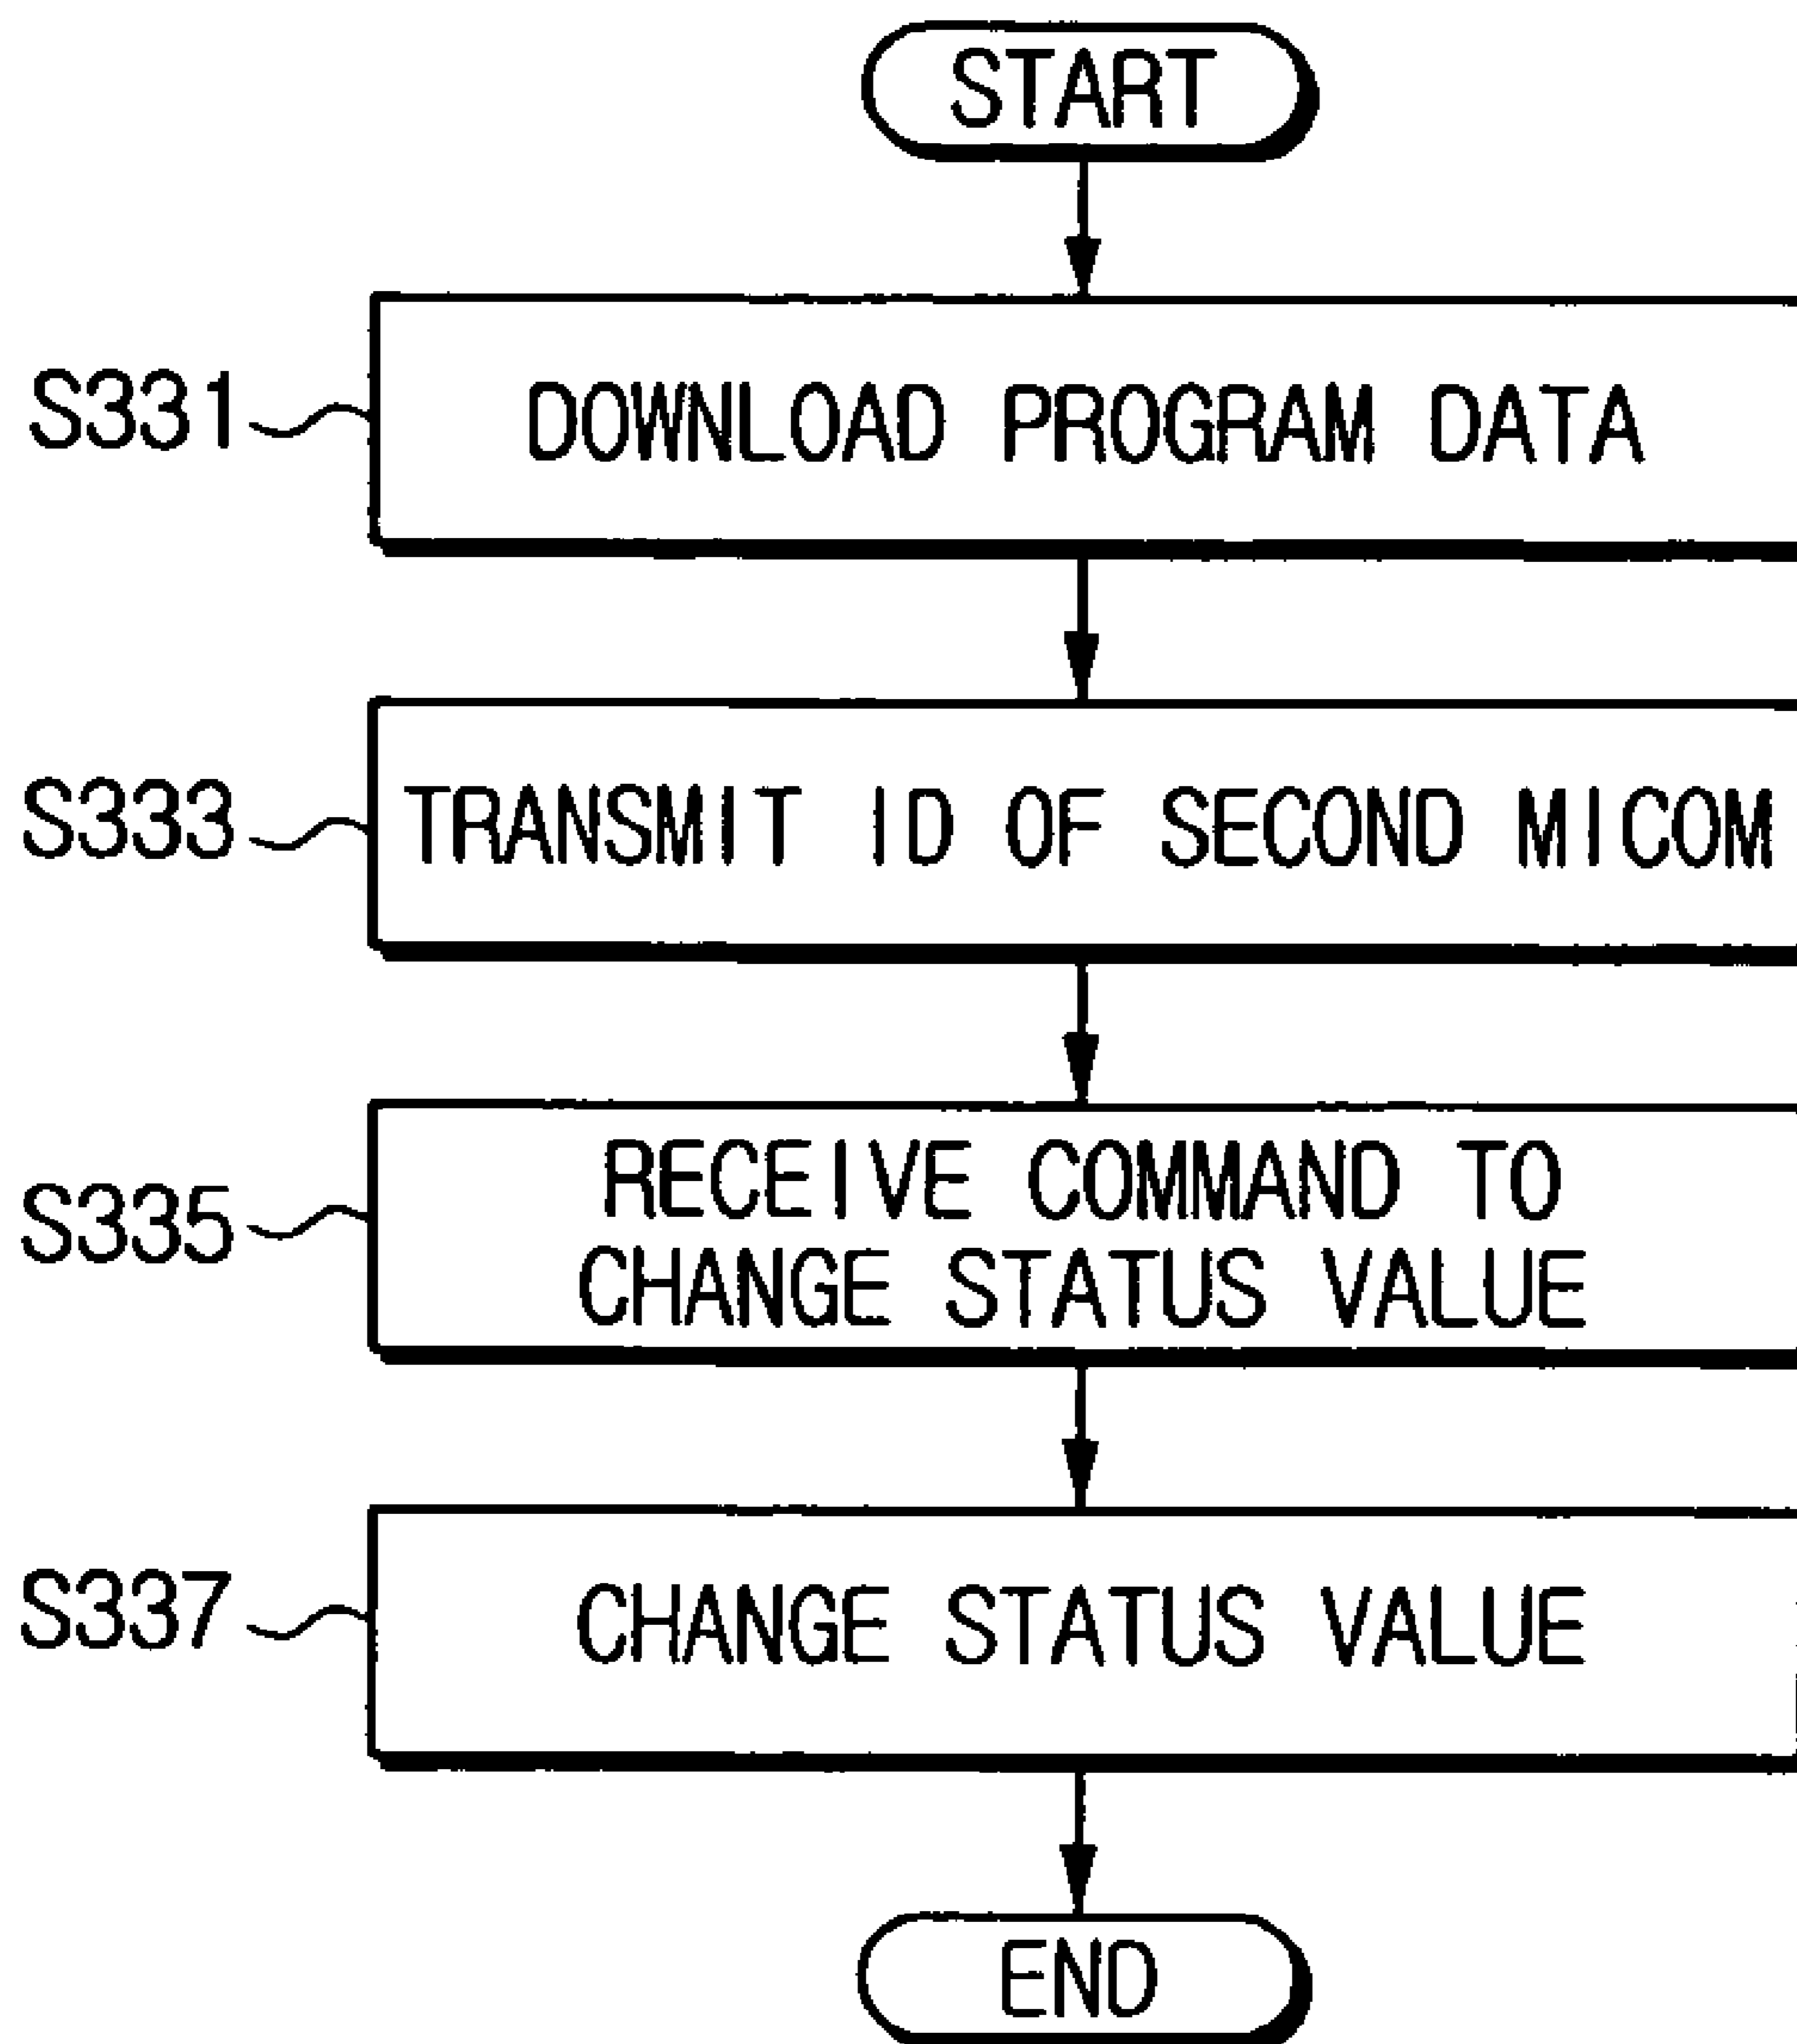 START
S331
DOWNLOAD PROGRAM DATA
S333
TRANSMIT ID OF SECOND MICOM
S335
RECEIVE COMMAND TO
CHANGE STATUS VALUE
S337
CHANGE STATUS VALUE
END